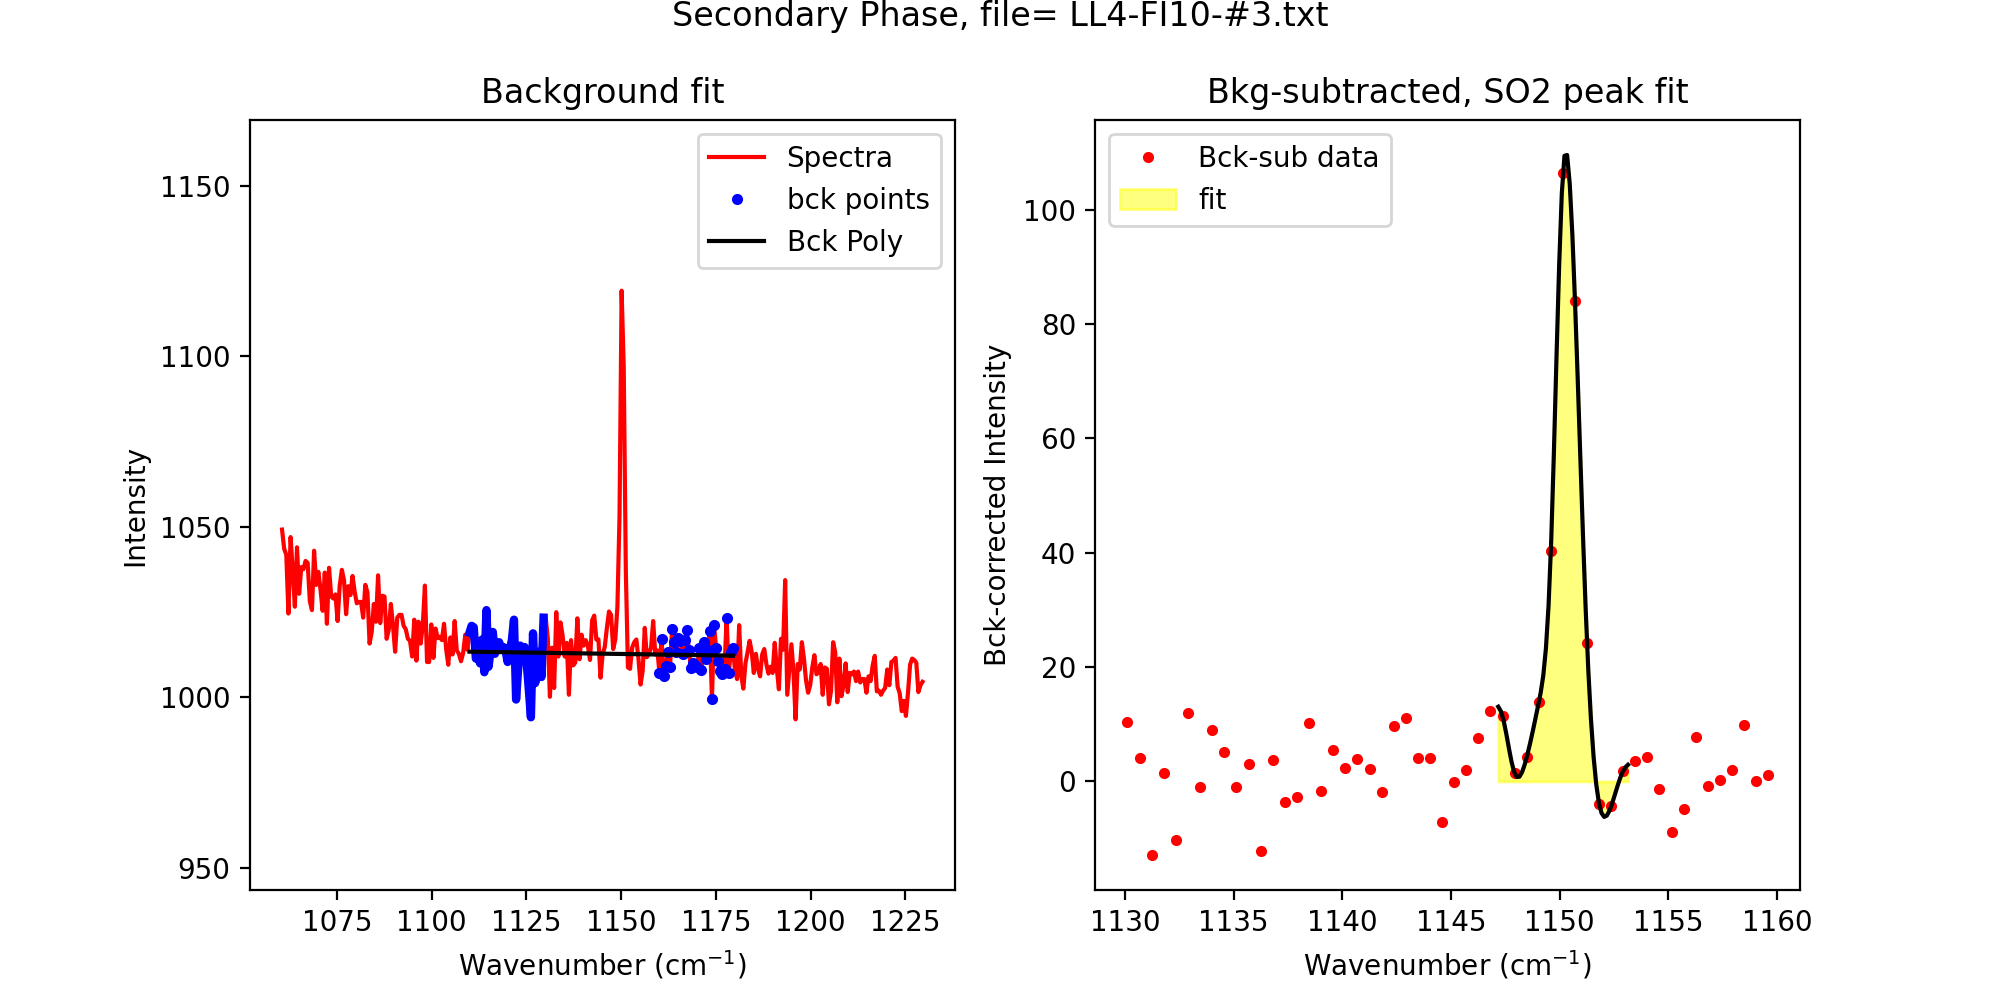 Secondary Phase, file= LL4-FI10-#3.txt
Background fit
Spectra
bck points
Bck Poly
1150
1100
1050
1000
950
Intensity
1075 1100 1125 1150 1175 1200 1225
Wavenumber (cm⁻¹)
Bkg-subtracted, SO2 peak fit
Bck-sub data
fit
100
80
60
40
20
0
Bck-corrected Intensity
1130 1135 1140 1145 1150 1155 1160
Wavenumber (cm⁻¹)